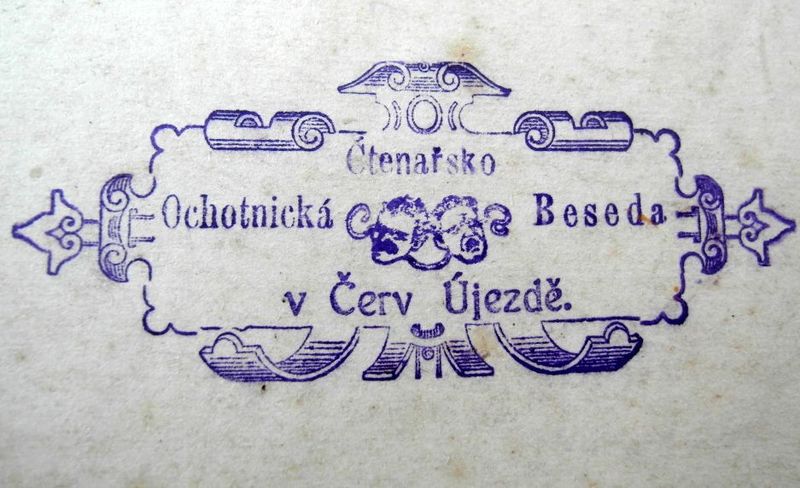 Čtenařsko
Ochotnická Beseda
v Červ Újezdě.